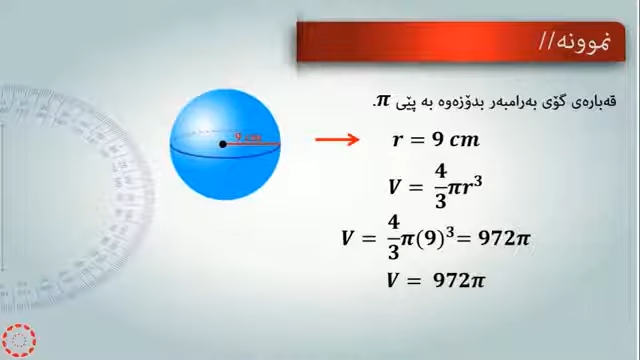 نموونە//
قەبارەی گۆی بەرامبەر بدۆزەوە بە پێی π.
9 cm
r = 9 cm
V = 4/3 πr³
V = 4/3 π(9)³= 972π
V = 972π